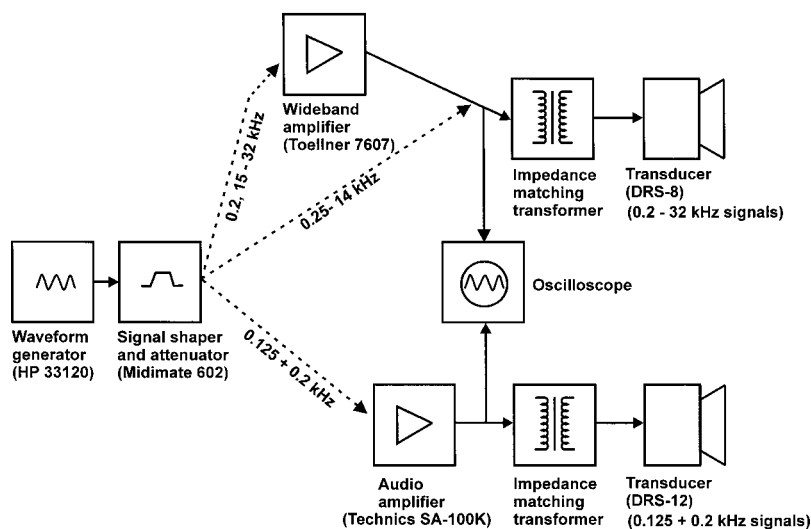 Wideband
amplifier
(Toellner 7607)
0.2, 15 - 32 kHz
0.25- 14 kHz
Impedance
matching
transformer
Transducer
(DRS-8)
(0.2 - 32 kHz signals)
Oscilloscope
Waveform
generator
(HP 33120)
Signal shaper
and attenuator
(Midimate 602)
0.125 + 0.2 kHz
Audio
amplifier
(Technics SA-100K)
Impedance
matching
transformer
Transducer
(DRS-12)
(0.125 + 0.2 kHz signals)